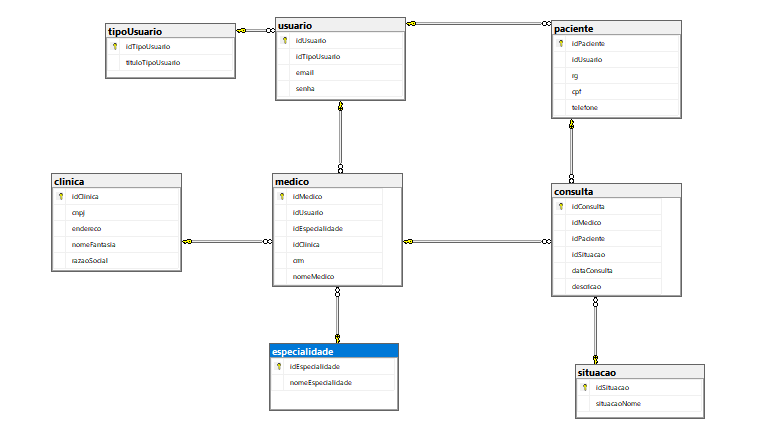 tipoUsuario
idTipoUsuario
tituloTipoUsuario
usuario
idUsuario
idTipoUsuario
email
senha
paciente
idPaciente
idUsuario
rg
cpf
telefone
clinica
idClinica
cnpj
endereco
nomeFantasia
razaoSocial
medico
idMedico
idUsuario
idEspecialidade
idClinica
crm
nomeMedico
consulta
idConsulta
idMedico
idPaciente
idSituacao
dataConsulta
descricao
especialidade
idEspecialidade
nomeEspecialidade
situacao
idSituacao
situacaoNome